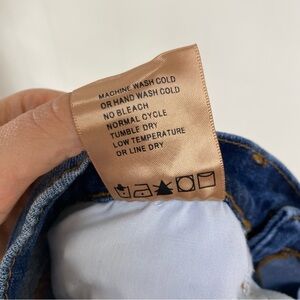 MACHINE WASH COLD
OR HAND WASH COLD
NO BLEACH
NORMAL CYCLE
TUMBLE DRY
LOW TEMPERATURE
OR LINE DRY